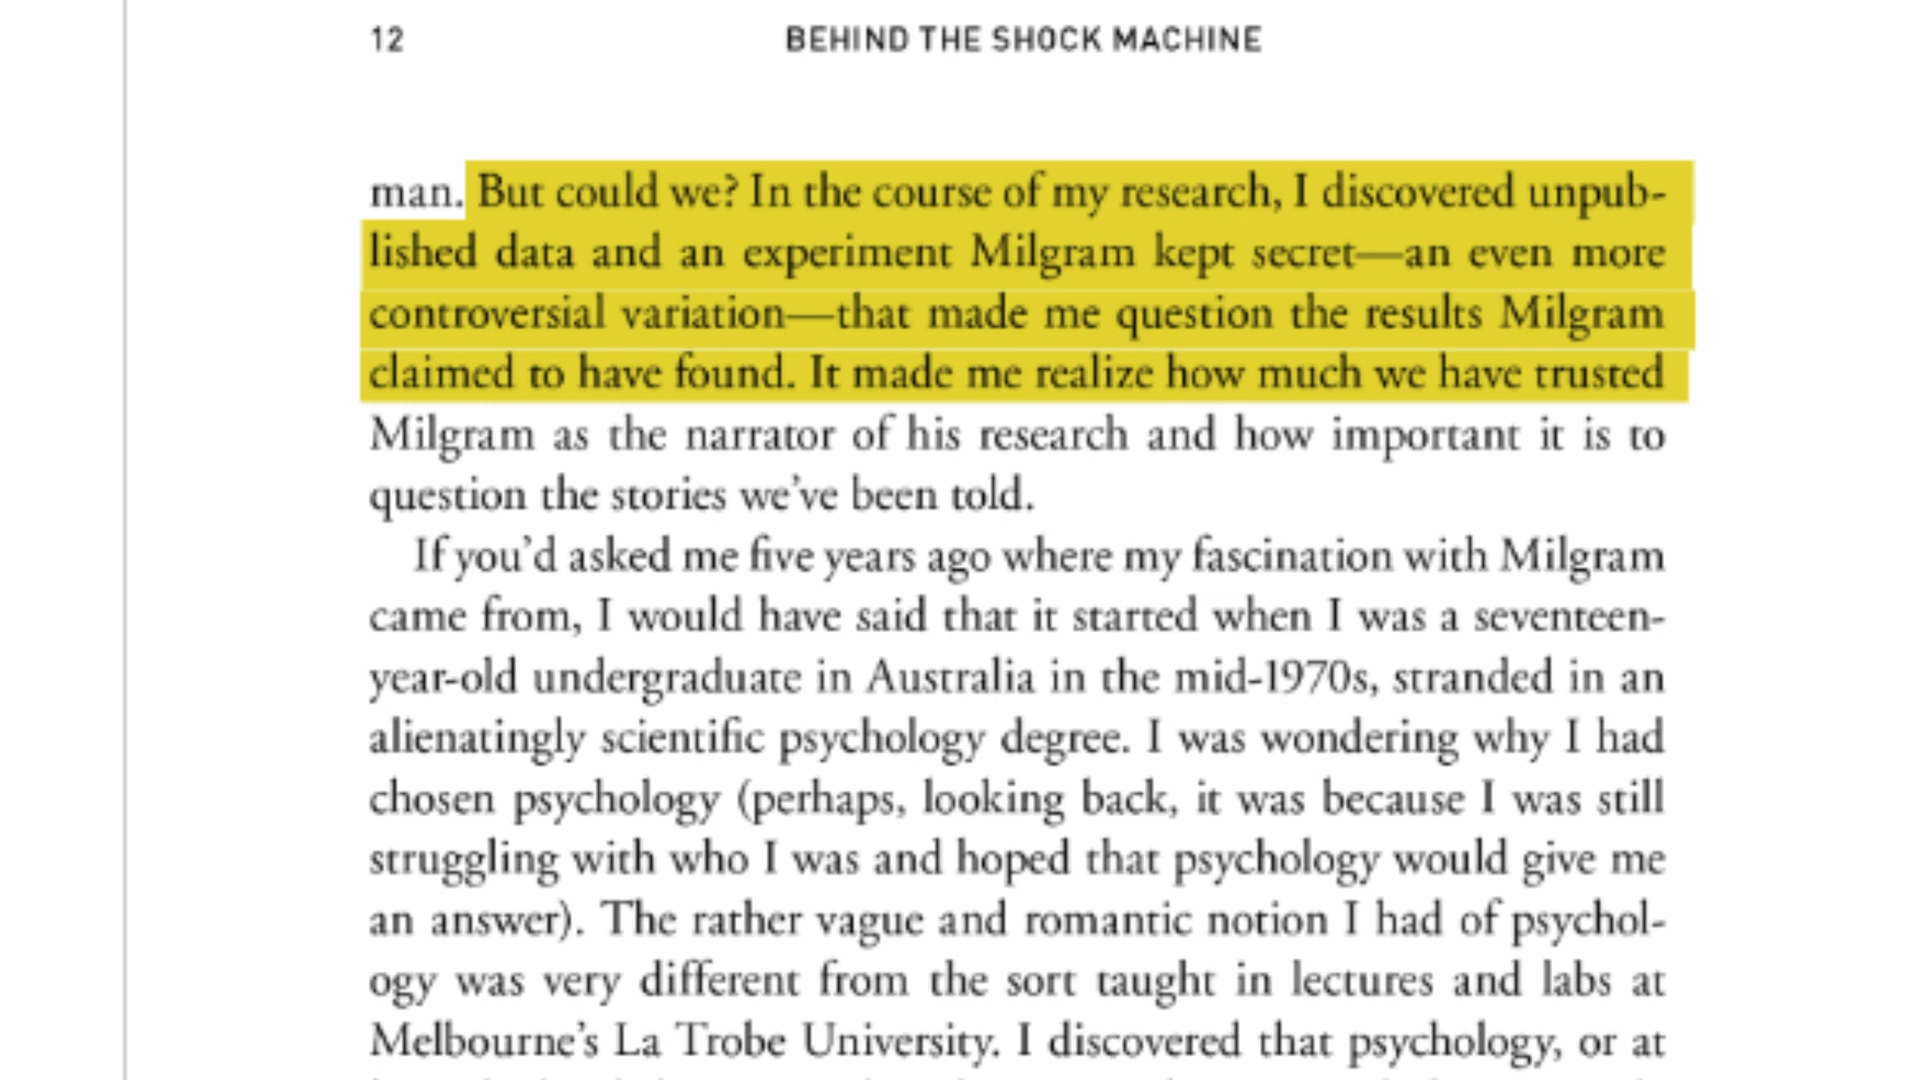 12
BEHIND THE SHOCK MACHINE
man. But could we? In the course of my research, I discovered unpub-
lished data and an experiment Milgram kept secret—an even more
controversial variation—that made me question the results Milgram
claimed to have found. It made me realize how much we have trusted
Milgram as the narrator of his research and how important it is to
question the stories we’ve been told.
If you’d asked me five years ago where my fascination with Milgram
came from, I would have said that it started when I was a seventeen-
year-old undergraduate in Australia in the mid-1970s, stranded in an
alienatingly scientific psychology degree. I was wondering why I had
chosen psychology (perhaps, looking back, it was because I was still
struggling with who I was and hoped that psychology would give me
an answer). The rather vague and romantic notion I had of psychol-
ogy was very different from the sort taught in lectures and labs at
Melbourne’s La Trobe University. I discovered that psychology, or at